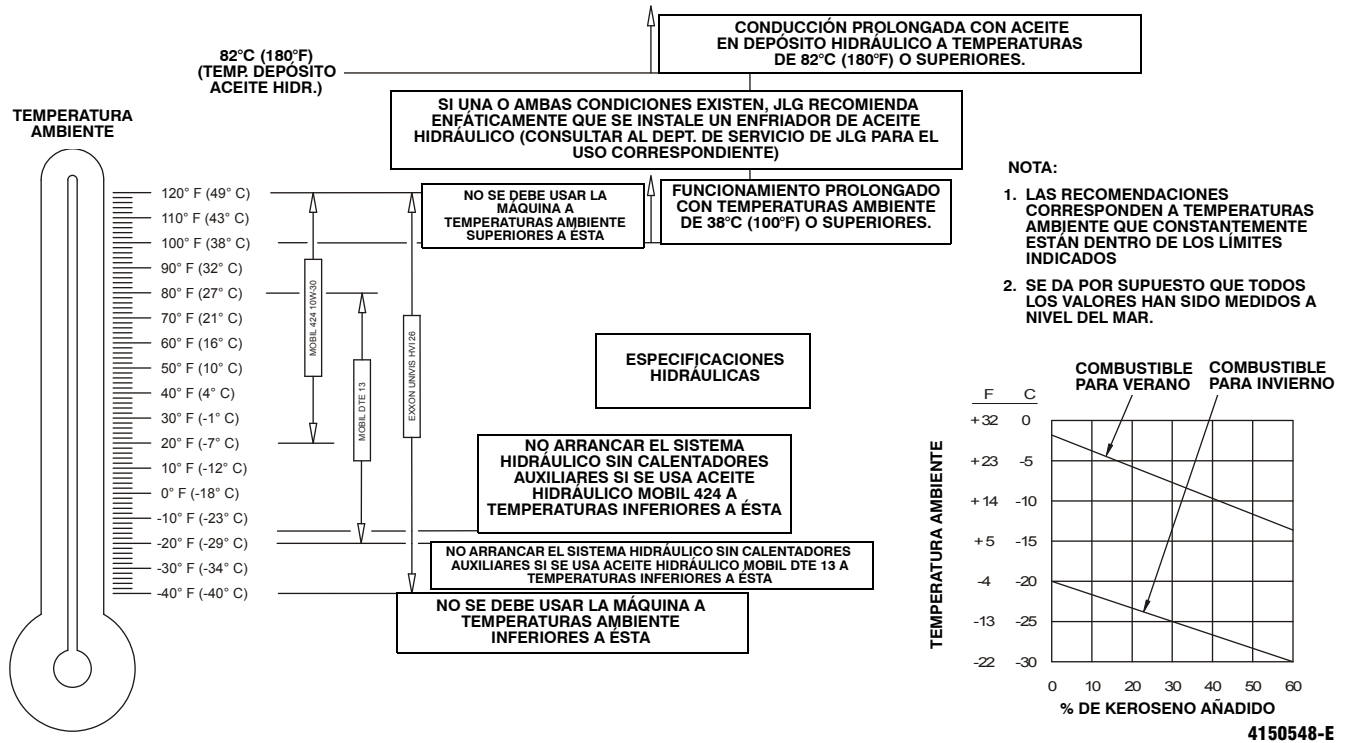 82°C (180°F)
(TEMP. DEPÓSITO
ACEITE HIDR.)
CONDUCCIÓN PROLONGADA CON ACEITE
EN DEPÓSITO HIDRÁULICO A TEMPERATURAS
DE 82°C (180°F) O SUPERIORES.
SI UNA O AMBAS CONDICIONES EXISTEN, JLG RECOMIENDA
ENFÁTICAMENTE QUE SE INSTALE UN ENFRIADOR DE ACEITE
HIDRÁULICO (CONSULTAR AL DEPT. DE SERVICIO DE JLG PARA EL
USO CORRESPONDIENTE)
TEMPERATURA
AMBIENTE
120° F (49° C)
110° F (43° C)
100° F (38° C)
90° F (32° C)
80° F (27° C)
70° F (21° C)
60° F (16° C)
50° F (10° C)
40° F (4° C)
30° F (-1° C)
20° F (-7° C)
10° F (-12° C)
0° F (-18° C)
-10° F (-23° C)
-20° F (-29° C)
-30° F (-34° C)
-40° F (-40° C)
MOBIL 424 10W-30
MOBIL DTE 13
EXXON UNIVIS HVI 26
NO SE DEBE USAR LA
MÁQUINA A
TEMPERATURAS AMBIENTE
SUPERIORES A ÉSTA
FUNCIONAMIENTO PROLONGADO
CON TEMPERATURAS AMBIENTE
DE 38°C (100°F) O SUPERIORES.
ESPECIFICACIONES
HIDRÁULICAS
NO ARRANCAR EL SISTEMA
HIDRÁULICO SIN CALENTADORES
AUXILIARES SI SE USA ACEITE
HIDRÁULICO MOBIL 424 A
TEMPERATURAS INFERIORES A ÉSTA
NO ARRANCAR EL SISTEMA HIDRÁULICO SIN CALENTADORES
AUXILIARES SI SE USA ACEITE HIDRÁULICO MOBIL DTE 13 A
TEMPERATURAS INFERIORES A ÉSTA
NO SE DEBE USAR LA MÁQUINA A
TEMPERATURAS AMBIENTE
INFERIORES A ÉSTA
NOTA:
1. LAS RECOMENDACIONES
CORRESPONDEN A TEMPERATURAS
AMBIENTE QUE CONSTANTEMENTE
ESTÁN DENTRO DE LOS LÍMITES
INDICADOS
2. SE DA POR SUPUESTO QUE TODOS
LOS VALORES HAN SIDO MEDIDOS A
NIVEL DEL MAR.
COMBUSTIBLE
PARA VERANO
COMBUSTIBLE
PARA INVIERNO
F C
+32 0
+23 -5
+14 -10
+5 -15
-4 -20
-13 -25
-22 -30
TEMPERATURA AMBIENTE
0 10 20 30 40 50 60
% DE KEROSENO AÑADIDO
4150548-E